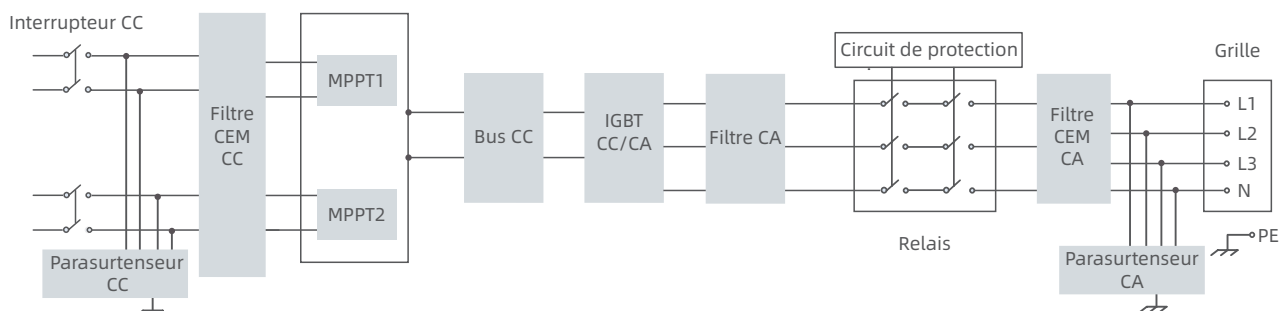 Interrupteur CC
Filtre
CEM
CC
MPPT1
MPPT2
Parasurtenseur
CC
Bus CC
IGBT
CC/CA
Filtre CA
Circuit de protection
Relais
Filtre
CEM
CA
Grille
L1
L2
L3
N
PE
Parasurtenseur
CA